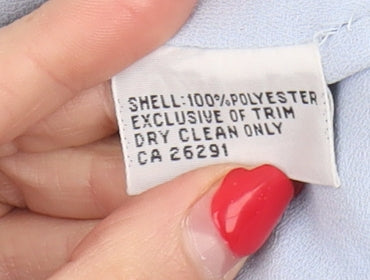 SHELL:100%POLYESTER
EXCLUSIVE OF TRIM
DRY CLEAN ONLY
CA 26291